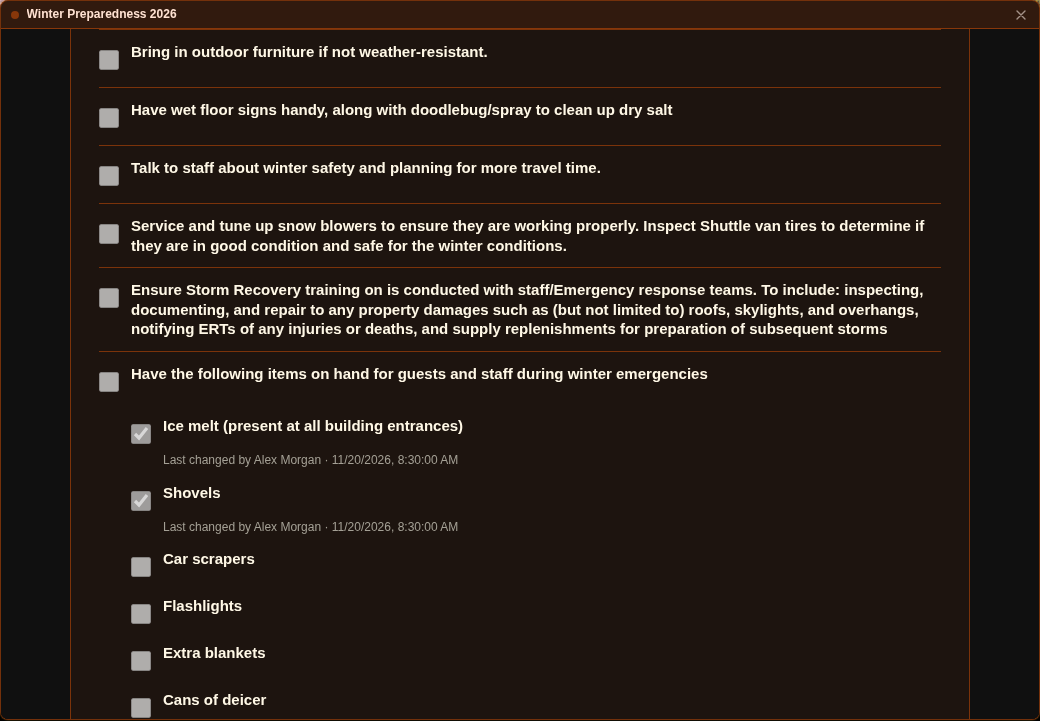 Winter Preparedness 2026
Bring in outdoor furniture if not weather-resistant.
Have wet floor signs handy, along with doodlebug/spray to clean up dry salt
Talk to staff about winter safety and planning for more travel time.
Service and tune up snow blowers to ensure they are working properly. Inspect Shuttle van tires to determine if
they are in good condition and safe for the winter conditions.
Ensure Storm Recovery training on is conducted with staff/Emergency response teams. To include: inspecting,
documenting, and repair to any property damages such as (but not limited to) roofs, skylights, and overhangs,
notifying ERTs of any injuries or deaths, and supply replenishments for preparation of subsequent storms
Have the following items on hand for guests and staff during winter emergencies
Ice melt (present at all building entrances)
Last changed by Alex Morgan · 11/20/2026, 8:30:00 AM
Shovels
Last changed by Alex Morgan · 11/20/2026, 8:30:00 AM
Car scrapers
Flashlights
Extra blankets
Cans of deicer